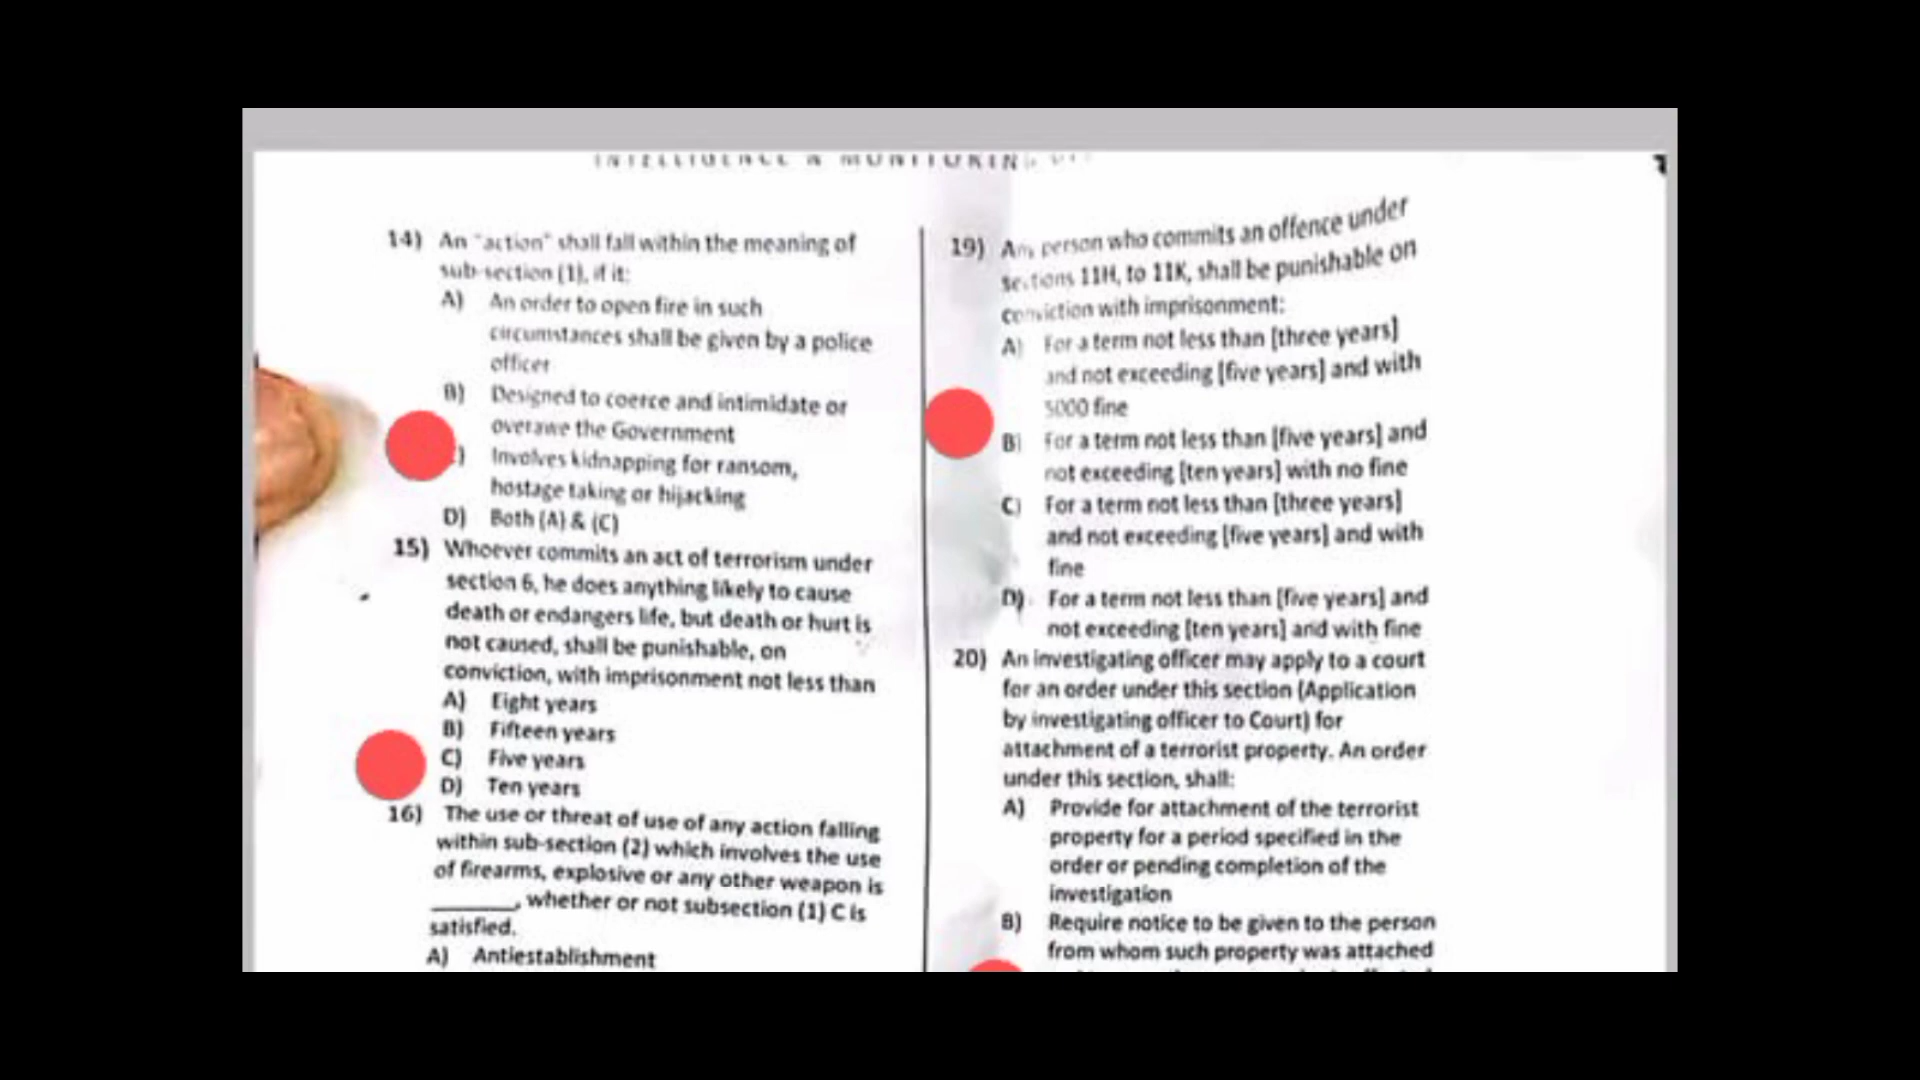 INTELLIGENCE & MONITORING
14) An "action" shall fall within the meaning of
sub-section (1), if it:
A) An order to open fire in such
circumstances shall be given by a police
officer
B) Designed to coerce and intimidate or
overawe the Government
) Involves kidnapping for ransom,
hostage taking or hijacking
D) Both (A) & (C)
15) Whoever commits an act of terrorism under
section 6, he does anything likely to cause
death or endangers life, but death or hurt is
not caused, shall be punishable, on
conviction, with imprisonment not less than
A) Eight years
B) Fifteen years
C) Five years
D) Ten years
16) The use or threat of use of any action falling
within sub-section (2) which involves the use
of firearms, explosive or any other weapon is
________, whether or not subsection (1) C is
satisfied.
A) Antiestablishment
19) Any person who commits an offence under
sections 11H, to 11K, shall be punishable on
conviction with imprisonment:
A) For a term not less than [three years]
and not exceeding [five years] and with
5000 fine
B) For a term not less than [five years] and
not exceeding [ten years] with no fine
C) For a term not less than [three years]
and not exceeding [five years] and with
fine
D) For a term not less than [five years] and
not exceeding [ten years] and with fine
20) An investigating officer may apply to a court
for an order under this section (Application
by investigating officer to Court) for
attachment of a terrorist property. An order
under this section, shall:
A) Provide for attachment of the terrorist
property for a period specified in the
order or pending completion of the
investigation
B) Require notice to be given to the person
from whom such property was attached